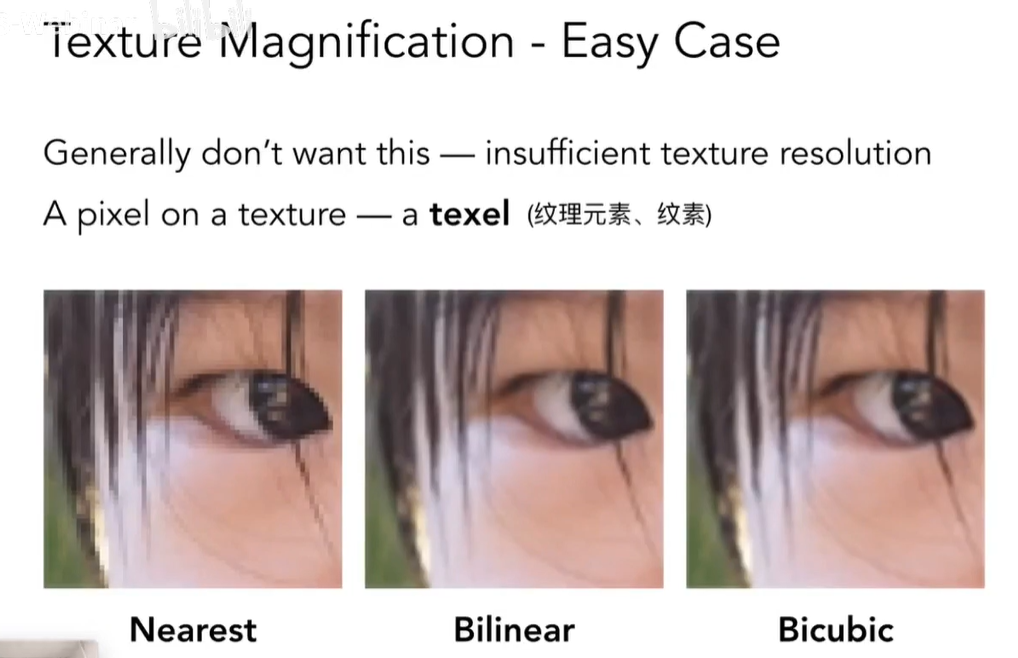 Texture Magnification - Easy Case
Generally don’t want this — insufficient texture resolution
A pixel on a texture — a texel (纹理元素、纹素)
Nearest
Bilinear
Bicubic